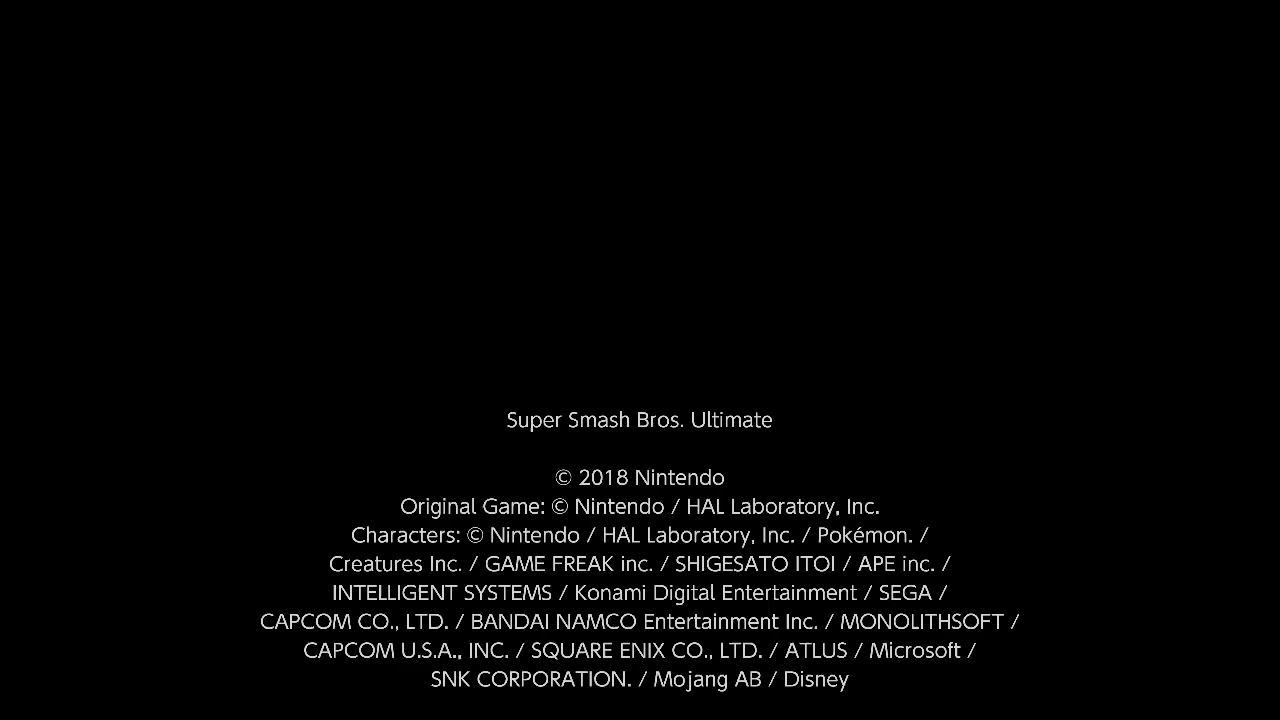 Super Smash Bros. Ultimate
© 2018 Nintendo
Original Game: © Nintendo / HAL Laboratory, Inc.
Characters: © Nintendo / HAL Laboratory, Inc. / Pokémon. /
Creatures Inc. / GAME FREAK inc. / SHIGESATO ITOI / APE inc. /
INTELLIGENT SYSTEMS / Konami Digital Entertainment / SEGA /
CAPCOM CO., LTD. / BANDAI NAMCO Entertainment Inc. / MONOLITHSOFT /
CAPCOM U.S.A., INC. / SQUARE ENIX CO., LTD. / ATLUS / Microsoft /
SNK CORPORATION. / Mojang AB / Disney